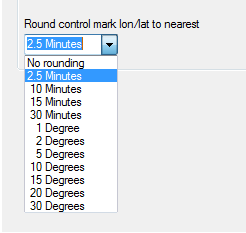 Round control mark lon/lat to nearest
2.5 Minutes
No rounding
2.5 Minutes
10 Minutes
15 Minutes
30 Minutes
1 Degree
2 Degrees
5 Degrees
10 Degrees
15 Degrees
20 Degrees
30 Degrees